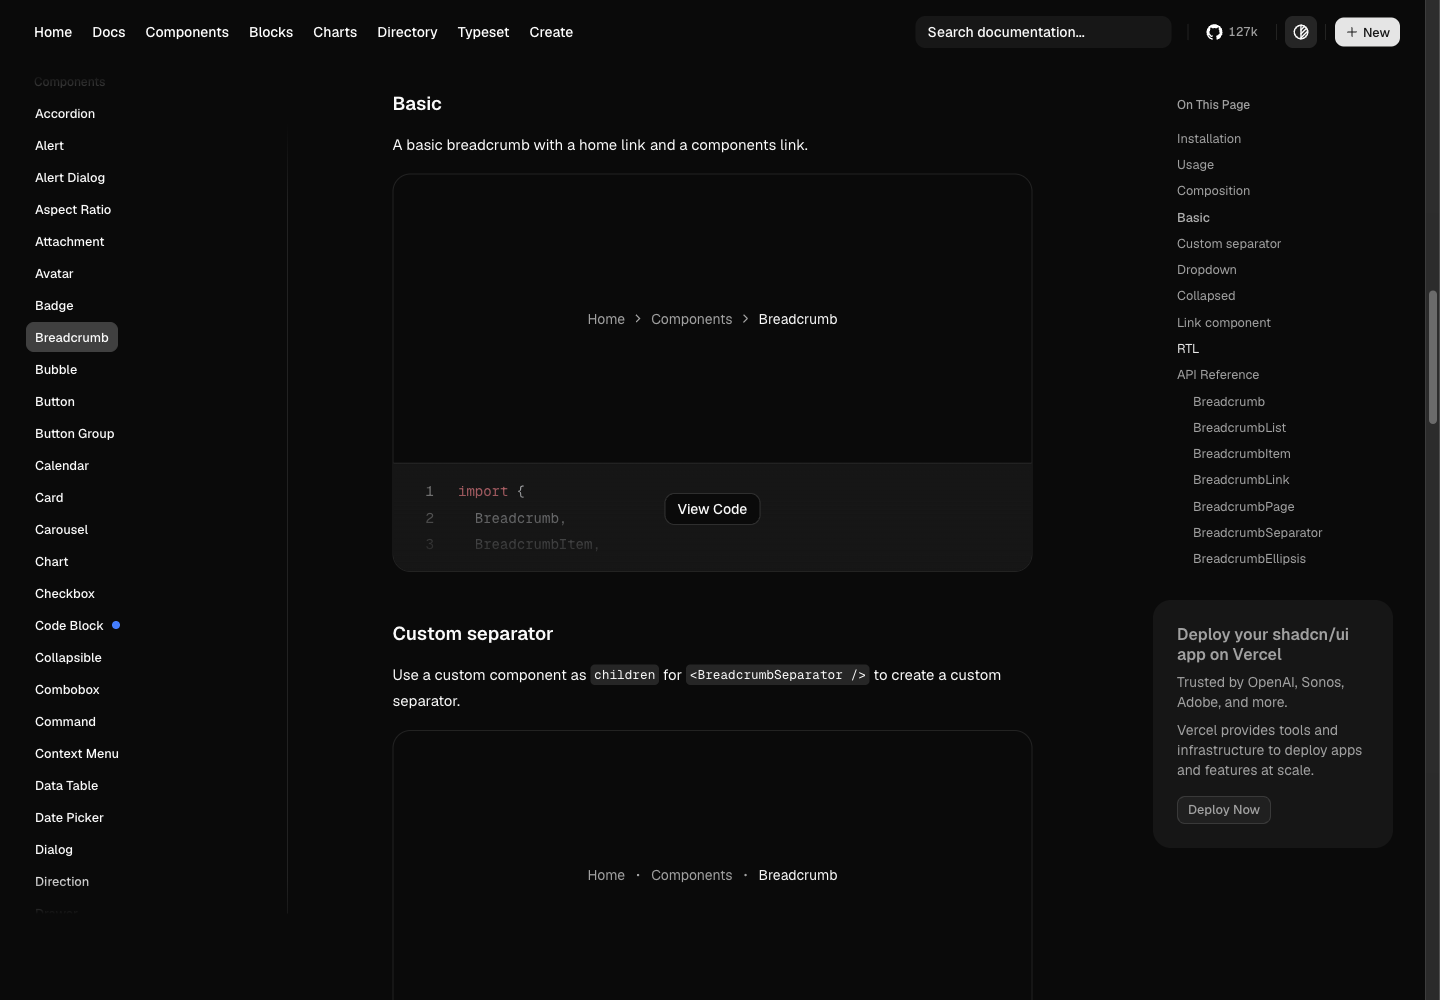 Home Docs Components Blocks Charts Directory Typeset Create
Search documentation...
127k
New
Components
Accordion
Alert
Alert Dialog
Aspect Ratio
Attachment
Avatar
Badge
Breadcrumb
Bubble
Button
Button Group
Calendar
Card
Carousel
Chart
Checkbox
Code Block
Collapsible
Combobox
Command
Context Menu
Data Table
Date Picker
Dialog
Direction
Basic
A basic breadcrumb with a home link and a components link.
Home Components Breadcrumb
1 import {
2 Breadcrumb,
3 BreadcrumbItem,
View Code
Custom separator
Use a custom component as children for <BreadcrumbSeparator /> to create a custom
separator.
Home · Components · Breadcrumb
On This Page
Installation
Usage
Composition
Basic
Custom separator
Dropdown
Collapsed
Link component
RTL
API Reference
Breadcrumb
BreadcrumbList
BreadcrumbItem
BreadcrumbLink
BreadcrumbPage
BreadcrumbSeparator
BreadcrumbEllipsis
Deploy your shadcn/ui
app on Vercel
Trusted by OpenAI, Sonos,
Adobe, and more.
Vercel provides tools and
infrastructure to deploy apps
and features at scale.
Deploy Now